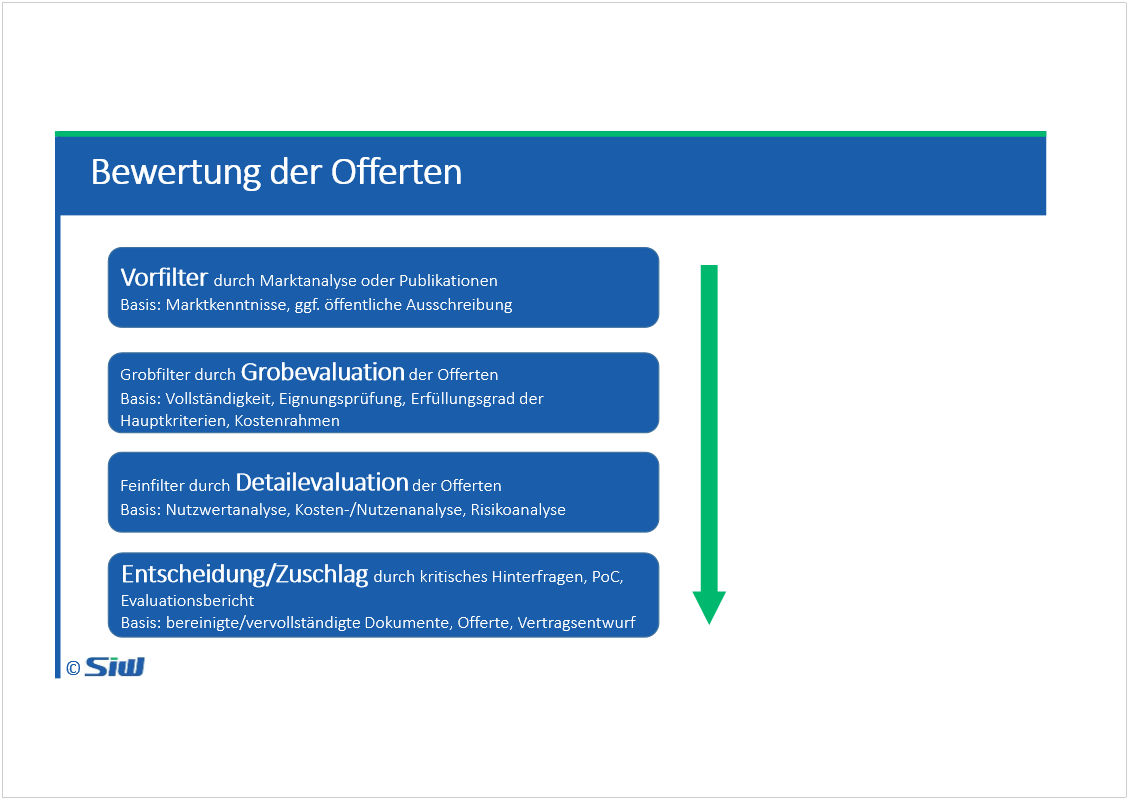 Bewertung der Offerten
Vorfilter durch Marktanalyse oder Publikationen
Basis: Marktkenntnisse, ggf. öffentliche Ausschreibung
Grobfilter durch Grobevaluation der Offerten
Basis: Vollständigkeit, Eignungsprüfung, Erfüllungsgrad der
Hauptkriterien, Kostenrahmen
Feinfilter durch Detailevaluation der Offerten
Basis: Nutzwertanalyse, Kosten-/Nutzenanalyse, Risikoanalyse
Entscheidung/Zuschlag durch kritisches Hinterfragen, PoC,
Evaluationsbericht
Basis: bereinigte/vervollständigte Dokumente, Offerte, Vertragsentwurf
© SIW